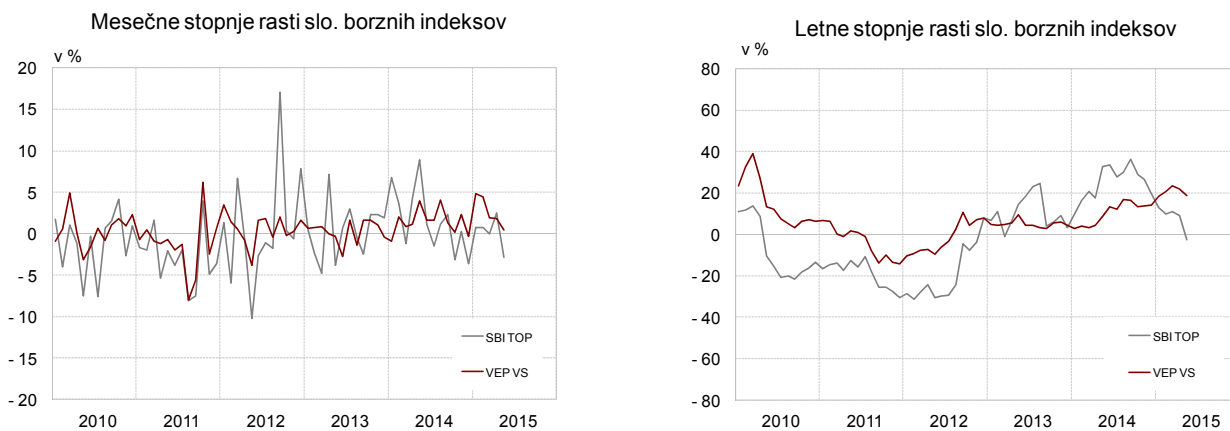 Mesečne stopnje rasti slo. borznih indeksov
v %
20
15
10
5
0
- 5
- 10
- 15
- 20
SBI TOP
VEP VS
2010 2011 2012 2013 2014 2015
Letne stopnje rasti slo. borznih indeksov
v %
80
60
40
20
0
- 20
- 40
- 60
- 80
SBI TOP
VEP VS
2010 2011 2012 2013 2014 2015